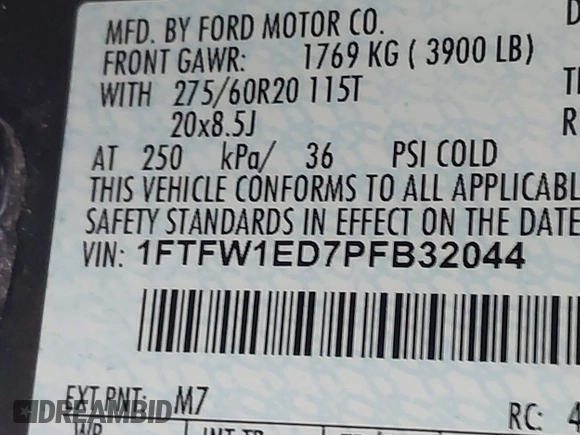 MFD. BY FORD MOTOR CO.
FRONT GAWR: 1769 KG ( 3900 LB)
WITH 275/60R20 115T
20x8.5J
AT 250 kPa/ 36 PSI COLD
THIS VEHICLE CONFORMS TO ALL APPLICABL
SAFETY STANDARDS IN EFFECT ON THE DATE
VIN: 1FTFW1ED7PFB32044
EXT PNT: M7
RC: 4
DREAMBID